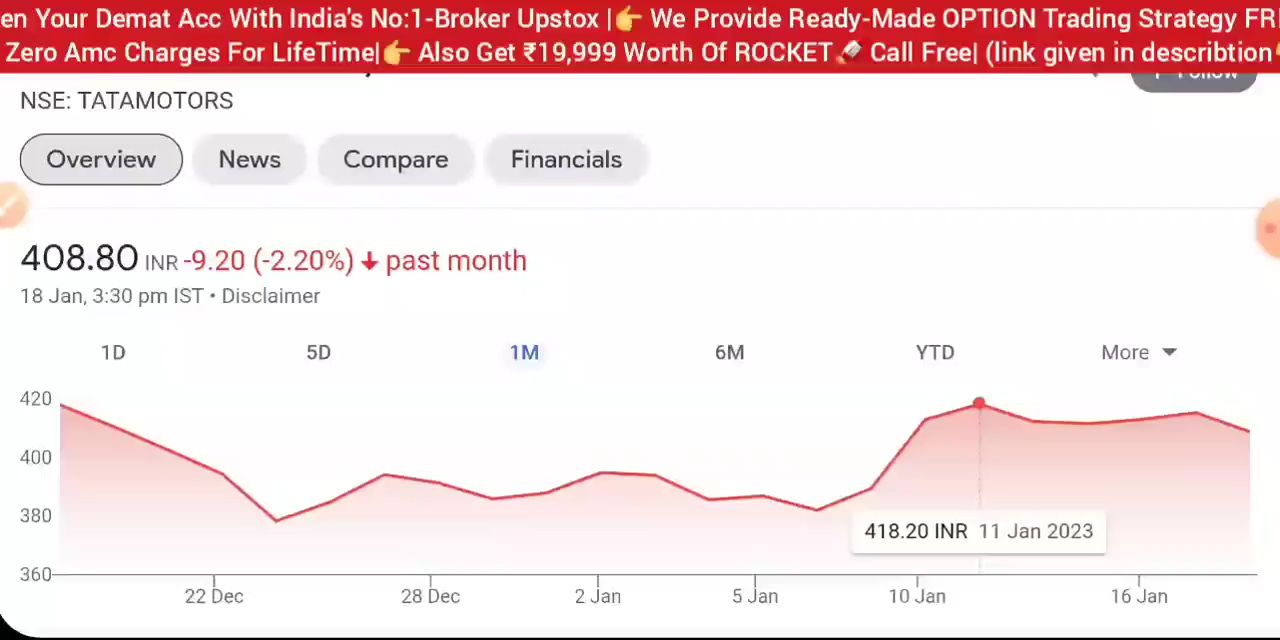 en Your Demat Acc With India's No:1-Broker Upstox |👉 We Provide Ready-Made OPTION Trading Strategy FR
Zero Amc Charges For LifeTime|👉 Also Get ₹19,999 Worth Of ROCKET🚀 Call Free| (link given in describtion
+ Follow
NSE: TATAMOTORS
Overview News Compare Financials
408.80 INR -9.20 (-2.20%) ↓ past month
18 Jan, 3:30 pm IST • Disclaimer
1D 5D 1M 6M YTD More
420
400
380
418.20 INR 11 Jan 2023
360
22 Dec 28 Dec 2 Jan 5 Jan 10 Jan 16 Jan